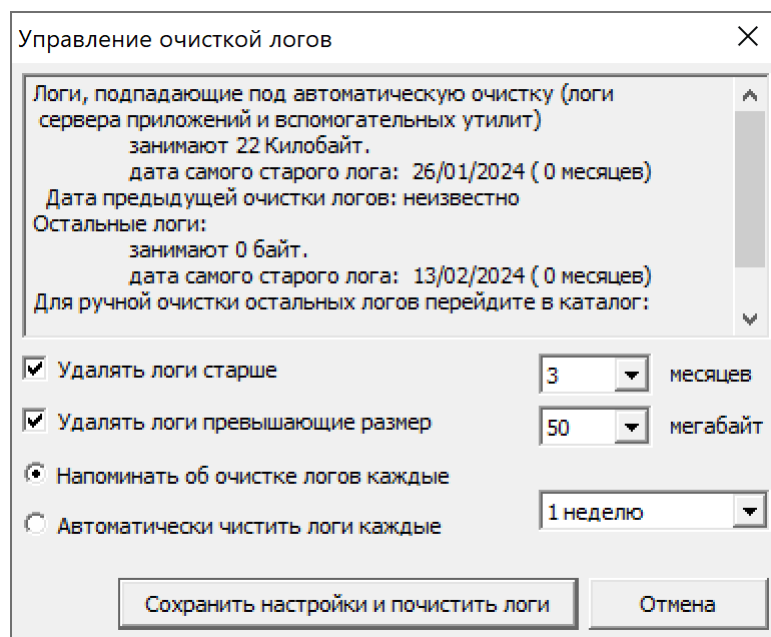 Управление очисткой логов
Логи, подпадающие под автоматическую очистку (логи
сервера приложений и вспомогательных утилит)
занимают 22 Килобайт.
дата самого старого лога: 26/01/2024 ( 0 месяцев)
Дата предыдущей очистки логов: неизвестно
Остальные логи:
занимают 0 байт.
дата самого старого лога: 13/02/2024 ( 0 месяцев)
Для ручной очистки остальных логов перейдите в каталог:
Удалять логи старше 3 месяцев
Удалять логи превышающие размер 50 мегабайт
Напоминать об очистке логов каждые
1 неделю
Автоматически чистить логи каждые
Сохранить настройки и почистить логи Отмена